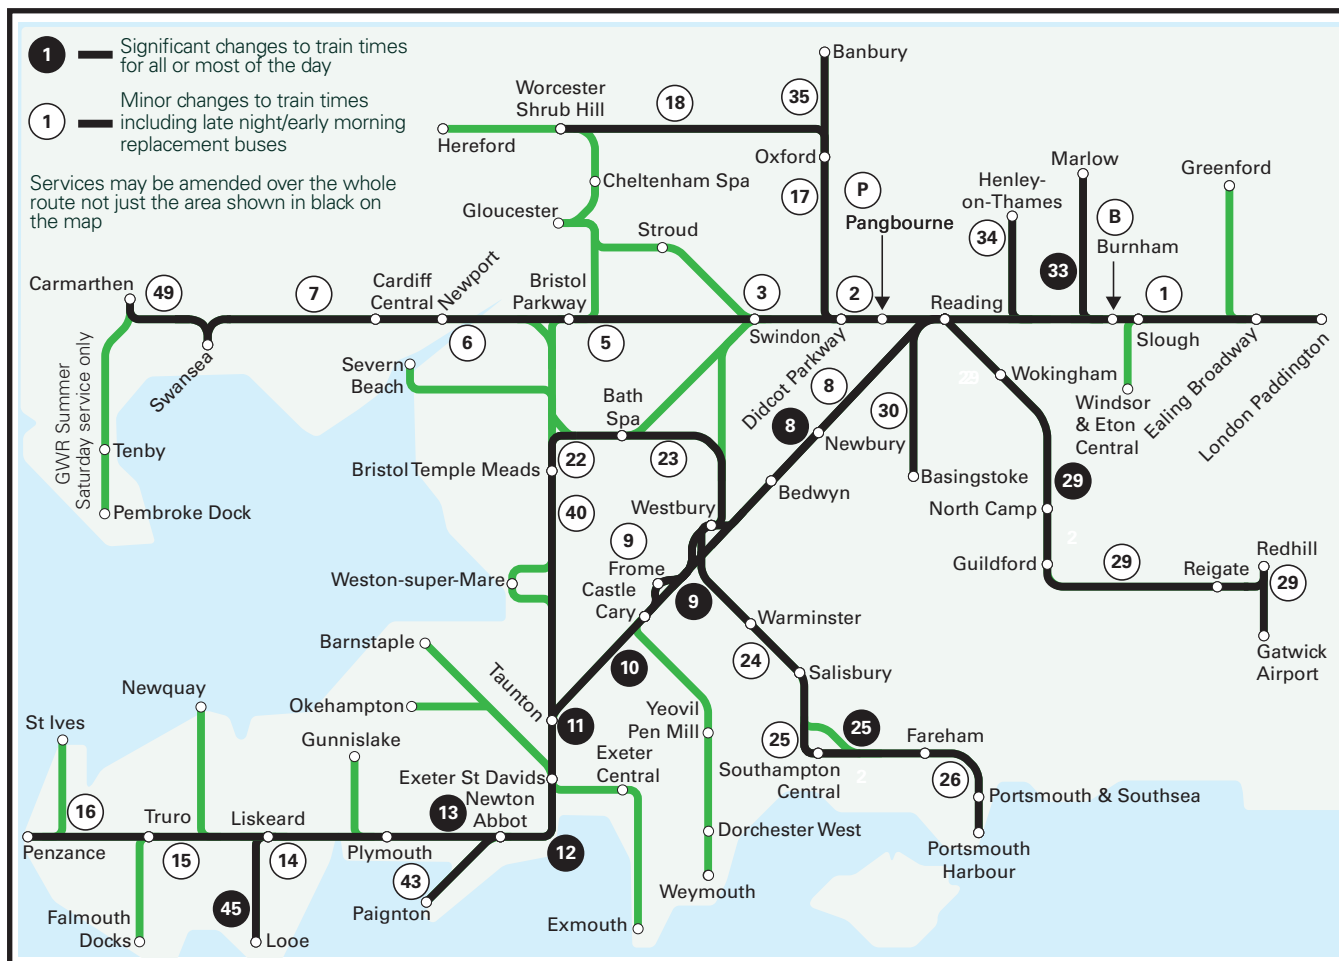 1
Significant changes to train times
for all or most of the day
1
Minor changes to train times
including late night/early morning
replacement buses
Services may be amended over the whole
route not just the area shown in black on
the map
Banbury
35
Worcester
Shrub Hill
18
Hereford
Oxford
17
Cheltenham Spa
Gloucester
Stroud
P
Pangbourne
Henley-
on-Thames
34
Marlow
33
B
Burnham
Greenford
Carmarthen
49
7
Cardiff
Central
Newport
Bristol
Parkway
3
2
Reading
1
6
5
Swindon
Didcot Parkway
Slough
Ealing Broadway
London Paddington
Swansea
GWR Summer
Saturday service only
Severn
Beach
Bath
Spa
8
8
Newbury
30
Wokingham
Windsor
& Eton
Central
Tenby
Pembroke Dock
Bristol Temple Meads
22
23
Bedwyn
Basingstoke
29
North Camp
2
40
Westbury
9
Frome
Castle
Cary
9
Guildford
29
Reigate
Redhill
29
Gatwick
Airport
Weston-super-Mare
Warminster
24
Salisbury
Barnstaple
Taunton
10
Newquay
Okehampton
11
Yeovil
Pen Mill
25
25
Southampton
Central
2
Fareham
26
St Ives
Gunnislake
Exeter St Davids
Exeter
Central
Newton
Abbot
13
Portsmouth & Southsea
16
Truro
Liskeard
Penzance
15
14
Plymouth
12
Dorchester West
Portsmouth
Harbour
43
Paignton
Weymouth
Falmouth
Docks
45
Looe
Exmouth